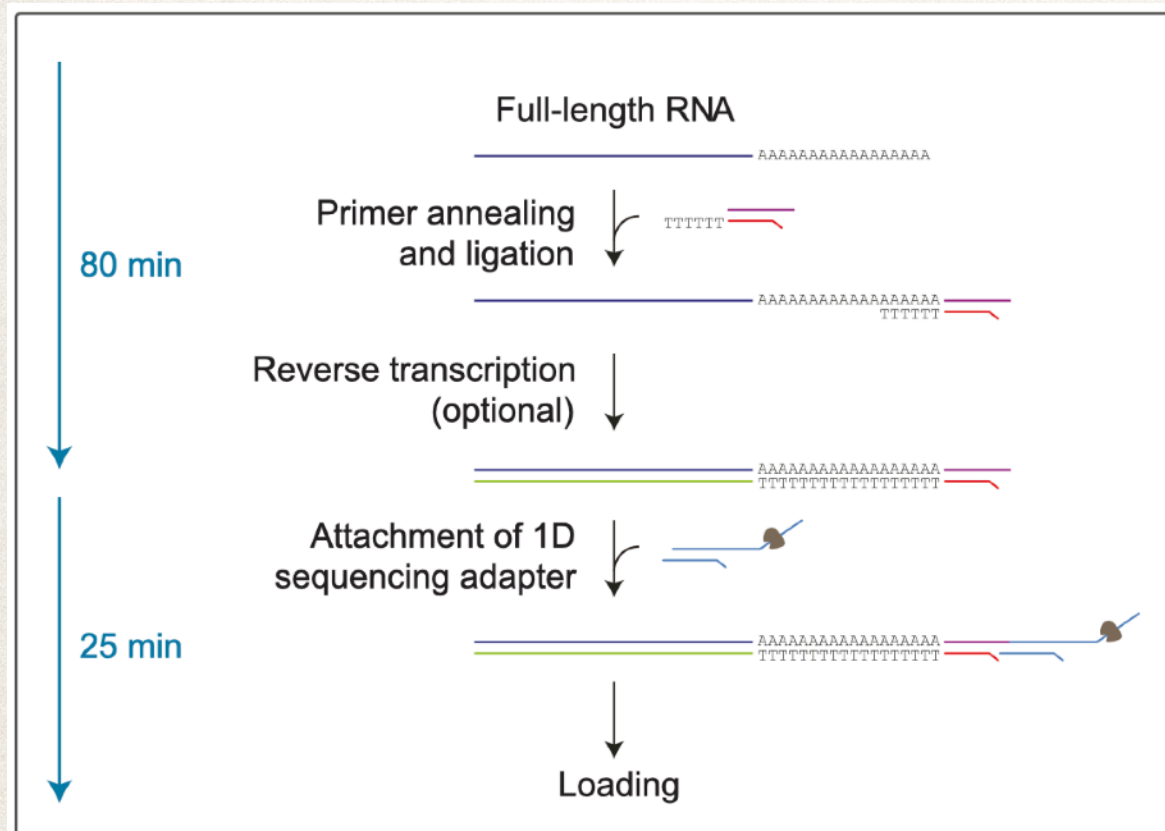 Full-length RNA
AAAAAAAAAAAAAAAAA
Primer annealing
and ligation
TTTTTT
80 min
AAAAAAAAAAAAAAAAAA
TTTTTT
Reverse transcription
(optional)
AAAAAAAAAAAAAAAAAA
TTTTTTTTTTTTTTTTTT
Attachment of 1D
sequencing adapter
25 min
AAAAAAAAAAAAAAAAAA
TTTTTTTTTTTTTTTTTT
Loading